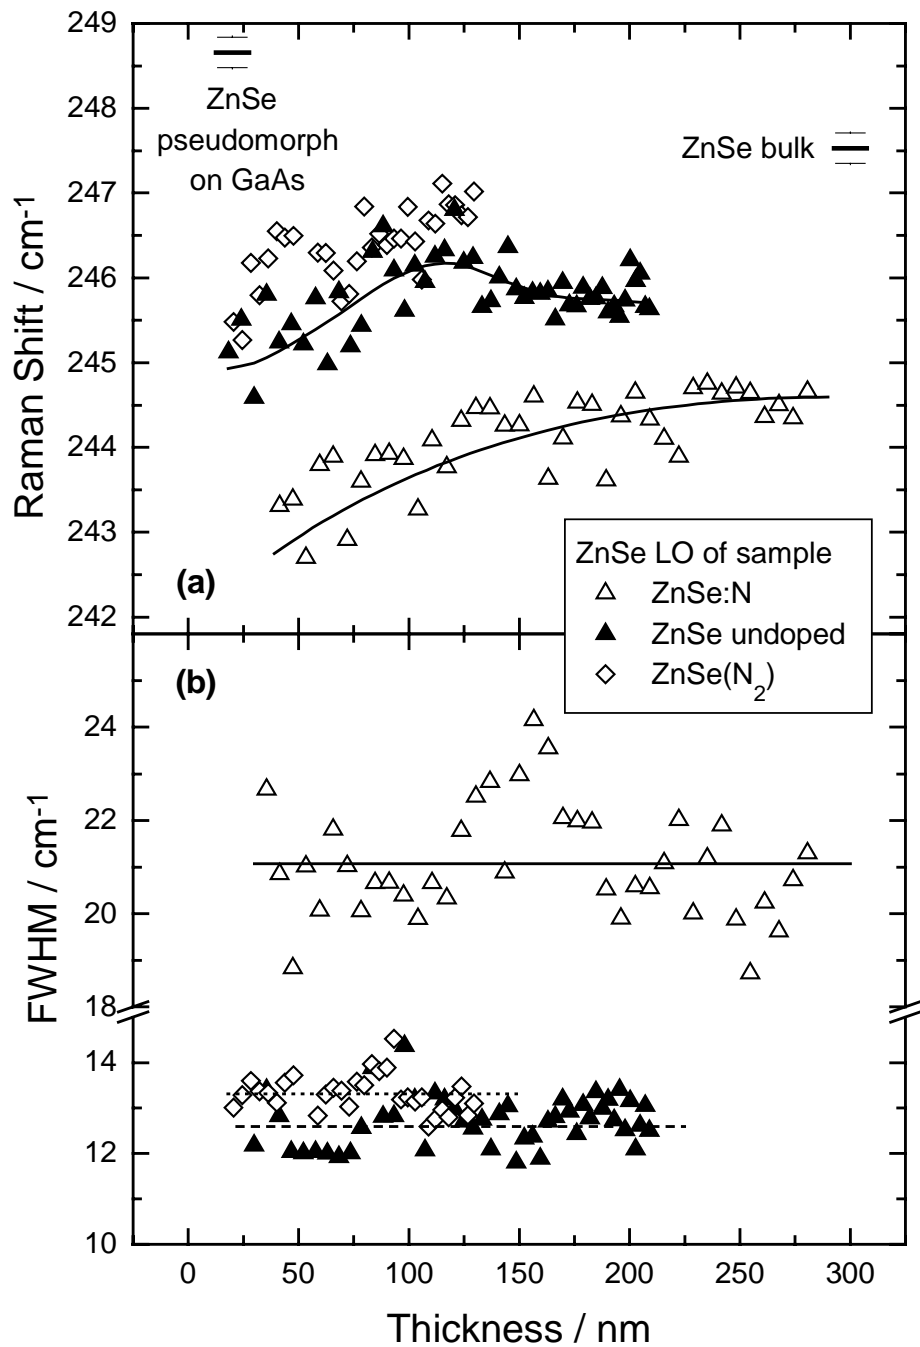 249
248
247
246
245
244
243
242
Raman Shift / cm-1
ZnSe
pseudomorph
on GaAs
ZnSe bulk
(a)
ZnSe LO of sample
ZnSe:N
ZnSe undoped
ZnSe(N2)
(b)
24
22
20
18
14
12
10
FWHM / cm-1
0 50 100 150 200 250 300
Thickness / nm